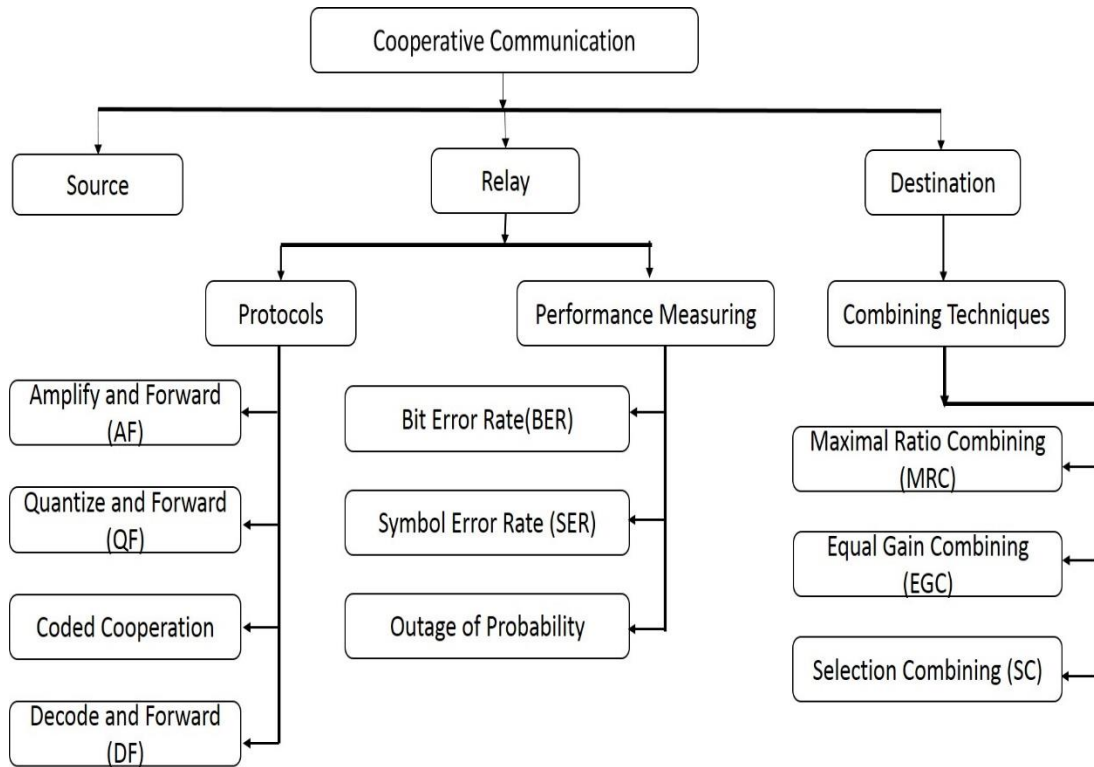 Cooperative Communication
Source
Relay
Destination
Protocols
Performance Measuring
Combining Techniques
Amplify and Forward
(AF)
Quantize and Forward
(QF)
Coded Cooperation
Decode and Forward
(DF)
Bit Error Rate(BER)
Symbol Error Rate (SER)
Outage of Probability
Maximal Ratio Combining
(MRC)
Equal Gain Combining
(EGC)
Selection Combining (SC)